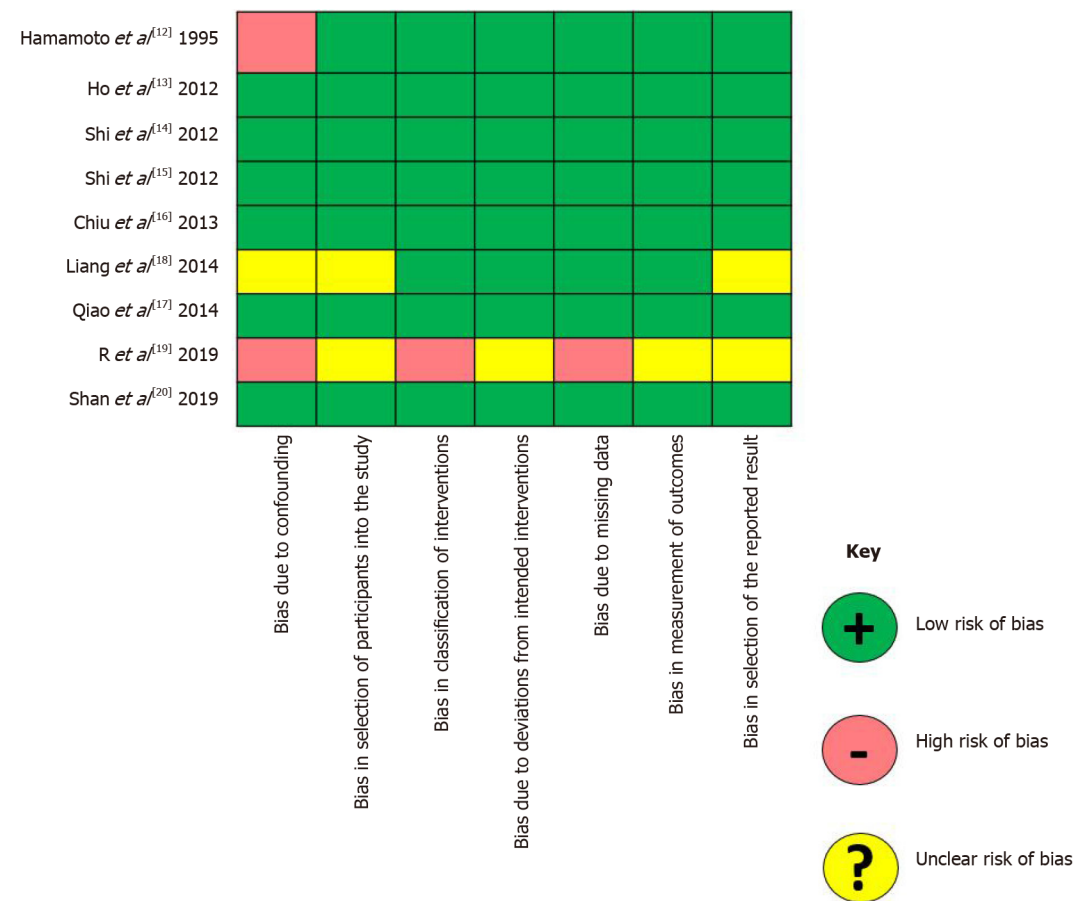 Hamamoto et al[12] 1995
Ho et al[13] 2012
Shi et al[14] 2012
Shi et al[15] 2012
Chiu et al[16] 2013
Liang et al[18] 2014
Qiao et al[17] 2014
R et al[19] 2019
Shan et al[20] 2019
Bias due to confounding
Bias in selection of participants into the study
Bias in classification of interventions
Bias due to deviations from intended interventions
Bias due to missing data
Bias in measurement of outcomes
Bias in selection of the reported result
Key
+ Low risk of bias
- High risk of bias
? Unclear risk of bias